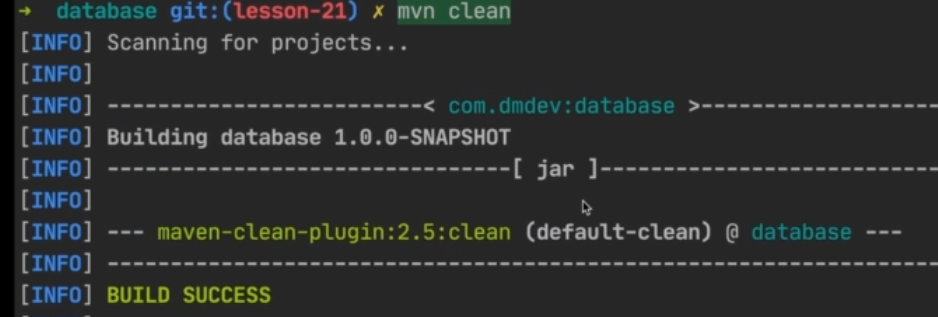 → database git:(lesson-21) ✗ mvn clean
[INFO] Scanning for projects...
[INFO]
[INFO] -------------------------< com.dmdev:database >-------------------
[INFO] Building database 1.0.0-SNAPSHOT
[INFO] --------------------------------[ jar ]---------------------------
[INFO]
[INFO] --- maven-clean-plugin:2.5:clean (default-clean) @ database ---
[INFO] ------------------------------------------------------------------
[INFO] BUILD SUCCESS